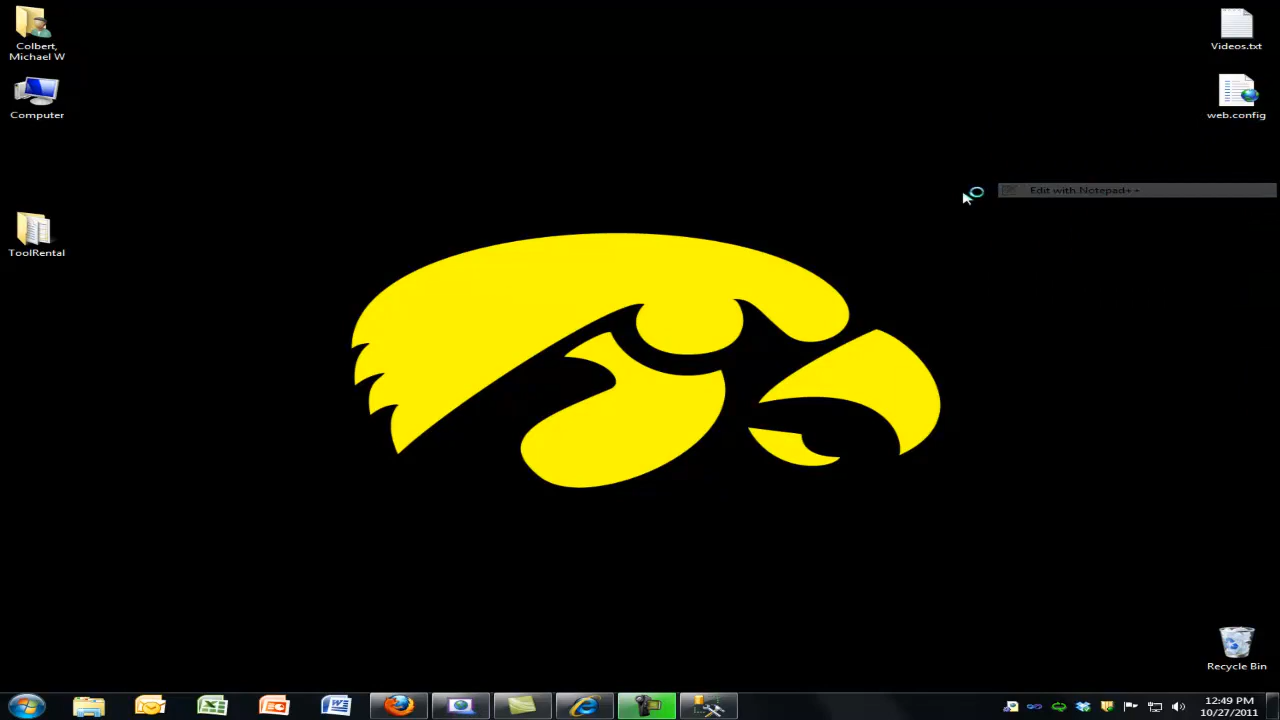 Colbert,
Michael W
Computer
ToolRental
Videos.txt
web.config
Edit with Notepad++
Recycle Bin
12:49 PM
10/27/2011